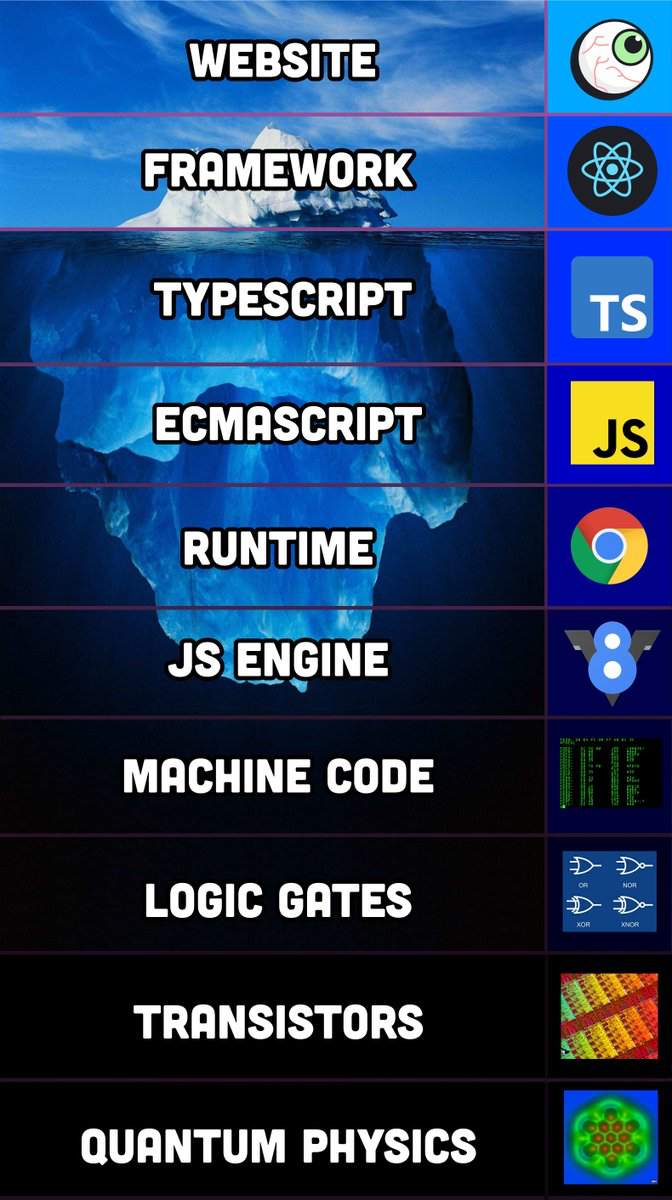 WEBSITE
FRAMEWORK
TYPESCRIPT
TS
ECMASCRIPT
JS
RUNTIME
JS ENGINE
8
MACHINE CODE
LOGIC GATES
OR NOR
XOR XNOR
TRANSISTORS
QUANTUM PHYSICS